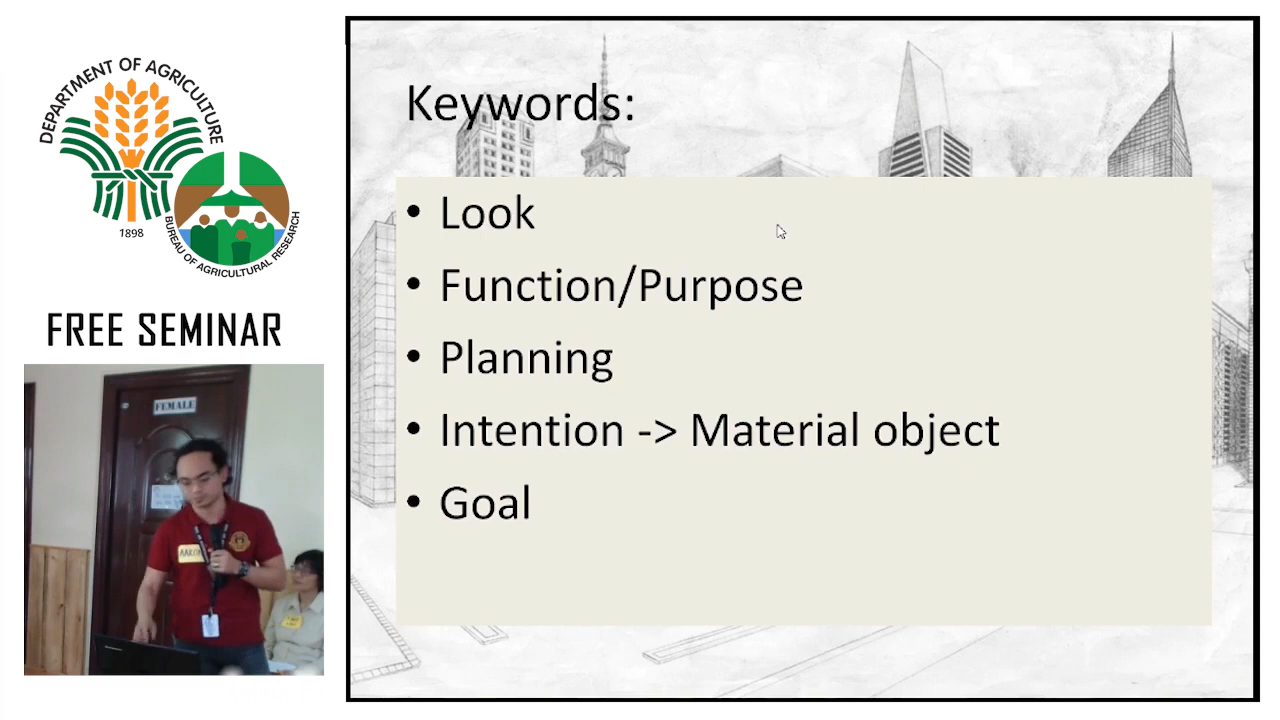 DEPARTMENT OF AGRICULTURE
1898
BUREAU OF AGRICULTURAL RESEARCH
FREE SEMINAR
FEMALE
Keywords:
• Look
• Function/Purpose
• Planning
• Intention -> Material object
• Goal